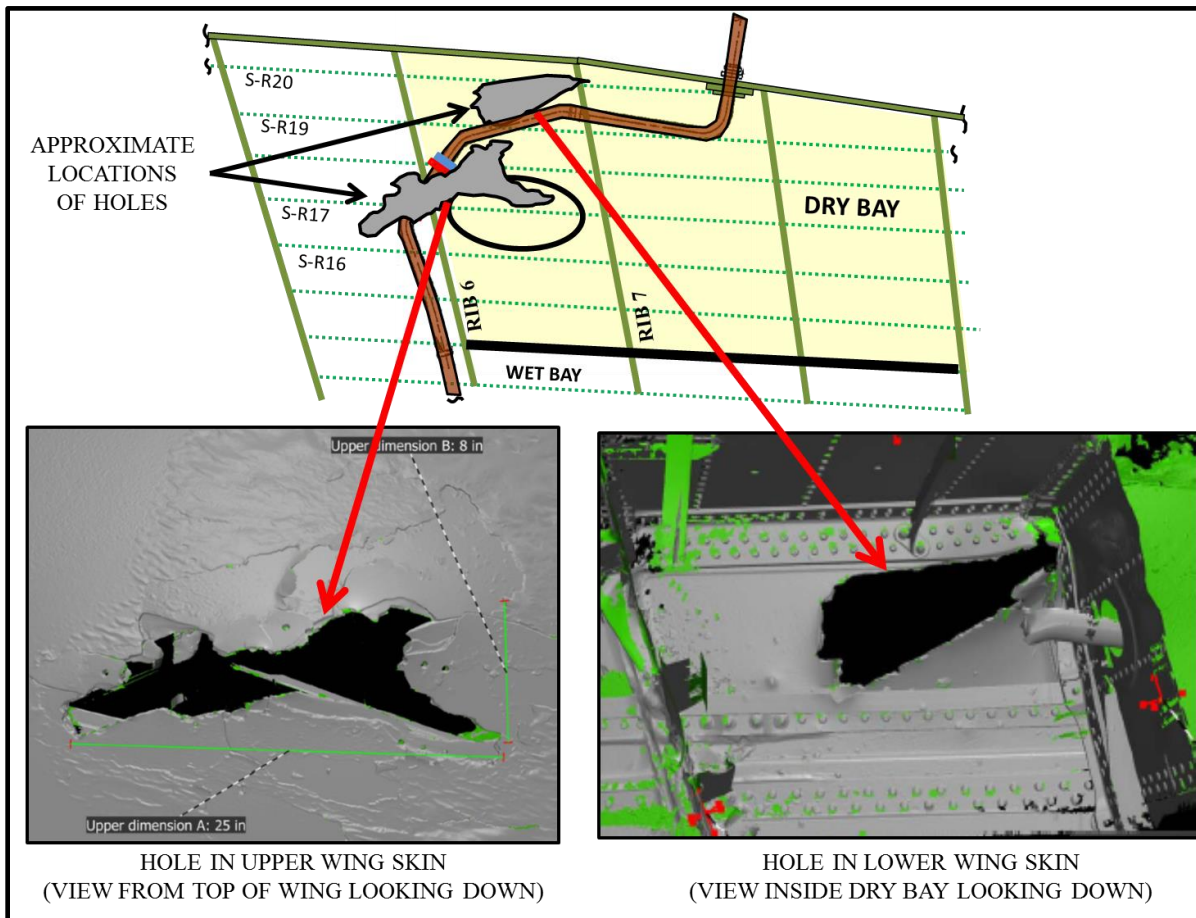 S-R20
S-R19
APPROXIMATE
LOCATIONS
OF HOLES
S-R17
DRY BAY
S-R16
RIB 6
RIB 7
WET BAY
Upper dimension B: 8 in
Upper dimension A: 25 in
HOLE IN UPPER WING SKIN
(VIEW FROM TOP OF WING LOOKING DOWN)
HOLE IN LOWER WING SKIN
(VIEW INSIDE DRY BAY LOOKING DOWN)